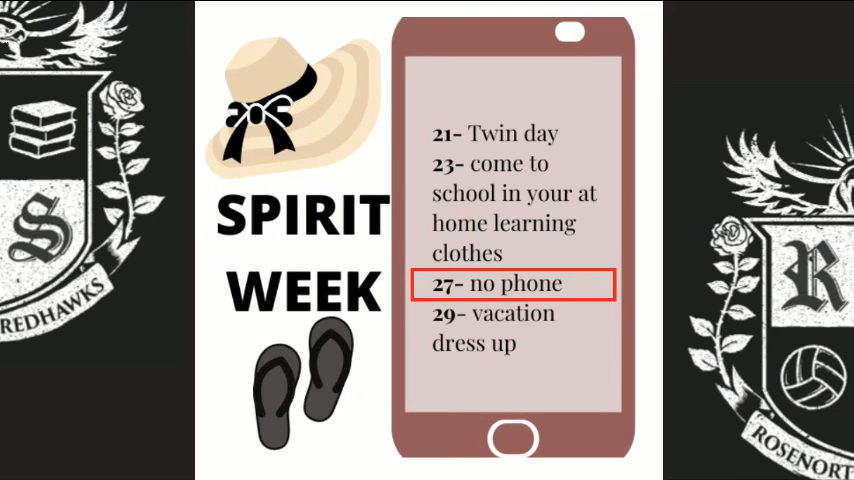 SPIRIT
WEEK
21- Twin day
23- come to
school in your at
home learning
clothes
27- no phone
29- vacation
dress up
S
REDHAWKS
R
ROSENORT